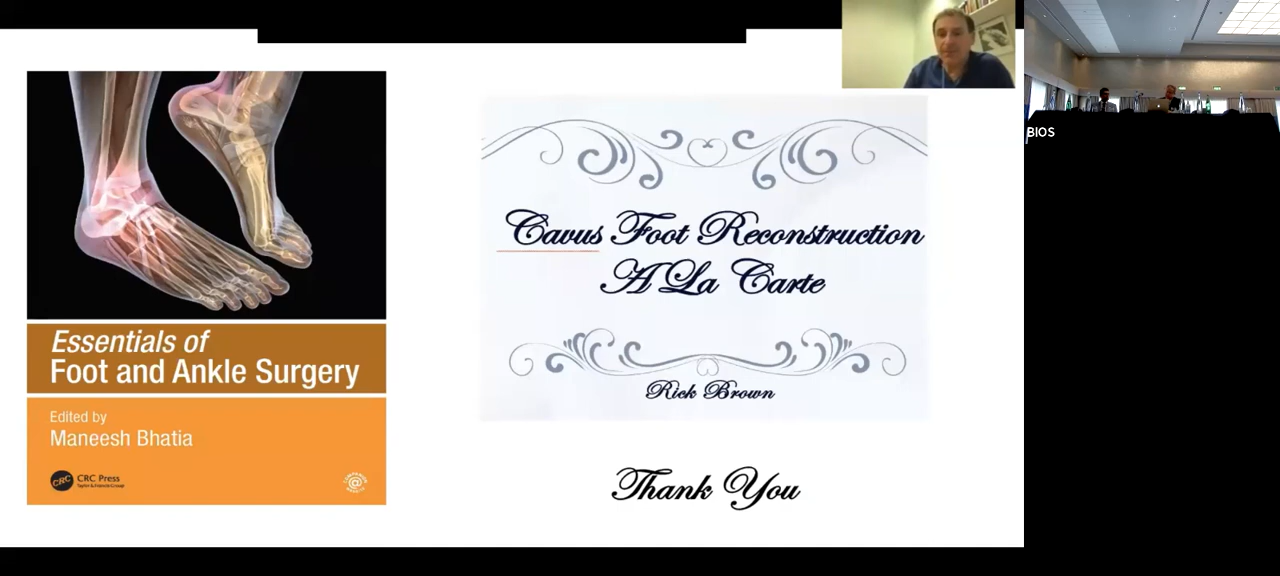 Essentials of
Foot and Ankle Surgery
Edited by
Maneesh Bhatia
CRC
CRC Press
Taylor & Francis Group
Cavus Foot Reconstruction
A La Carte
Rick Brown
Thank You
BIOS